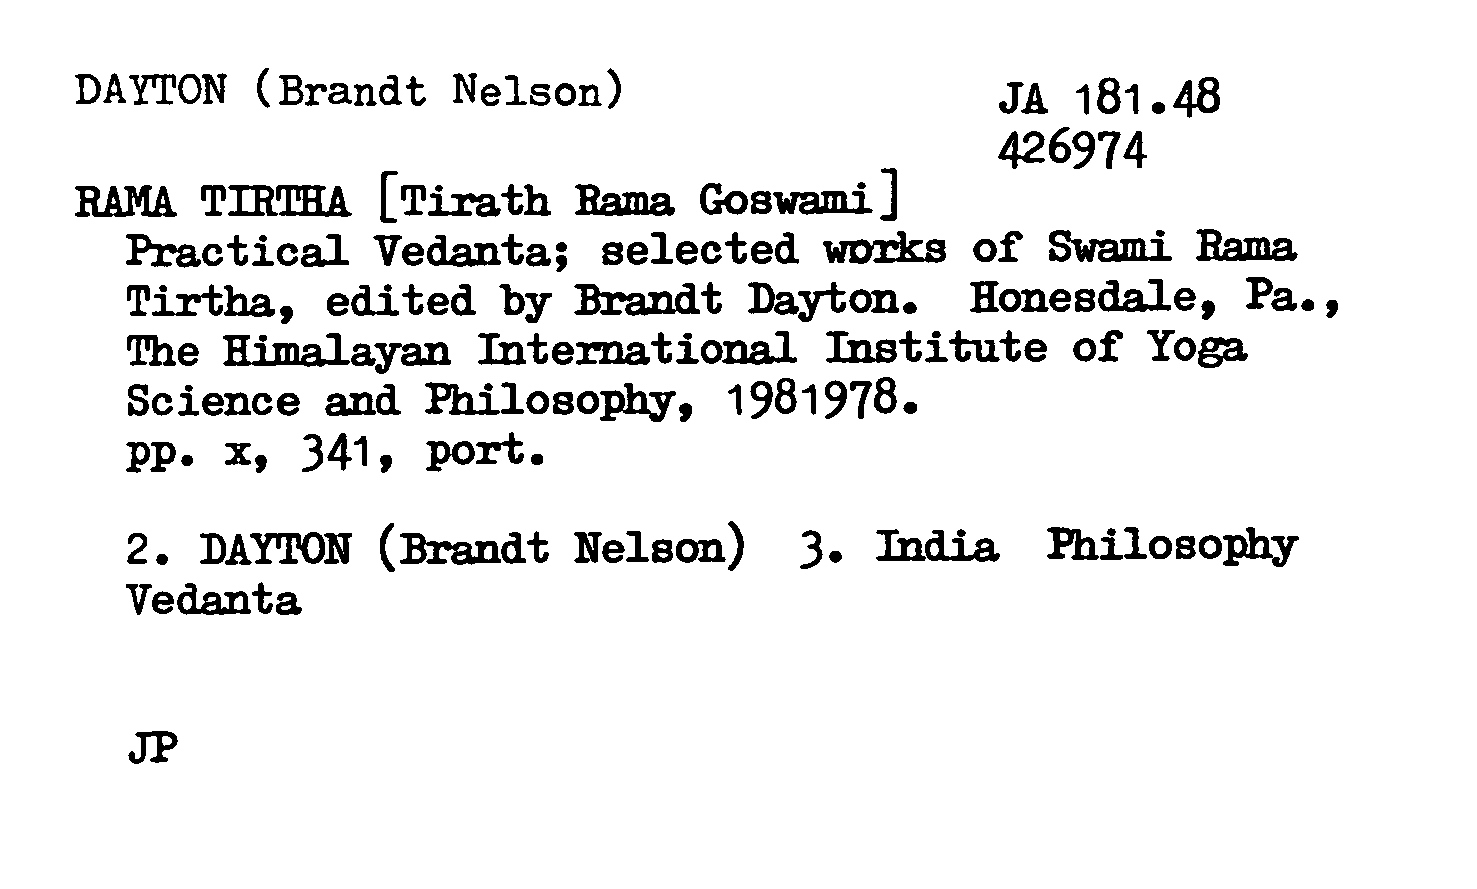 DAYTON (Brandt Nelson)
JA 181.48
426974
RAMA TIRTHA [Tirath Rama Goswami]
Practical Vedanta; selected works of Swami Rama
Tirtha, edited by Brandt Dayton. Honesdale, Pa.,
The Himalayan International Institute of Yoga
Science and Philosophy, 1981978.
pp. x, 341, port.
2. DAYTON (Brandt Nelson) 3. India Philosophy
Vedanta
JP